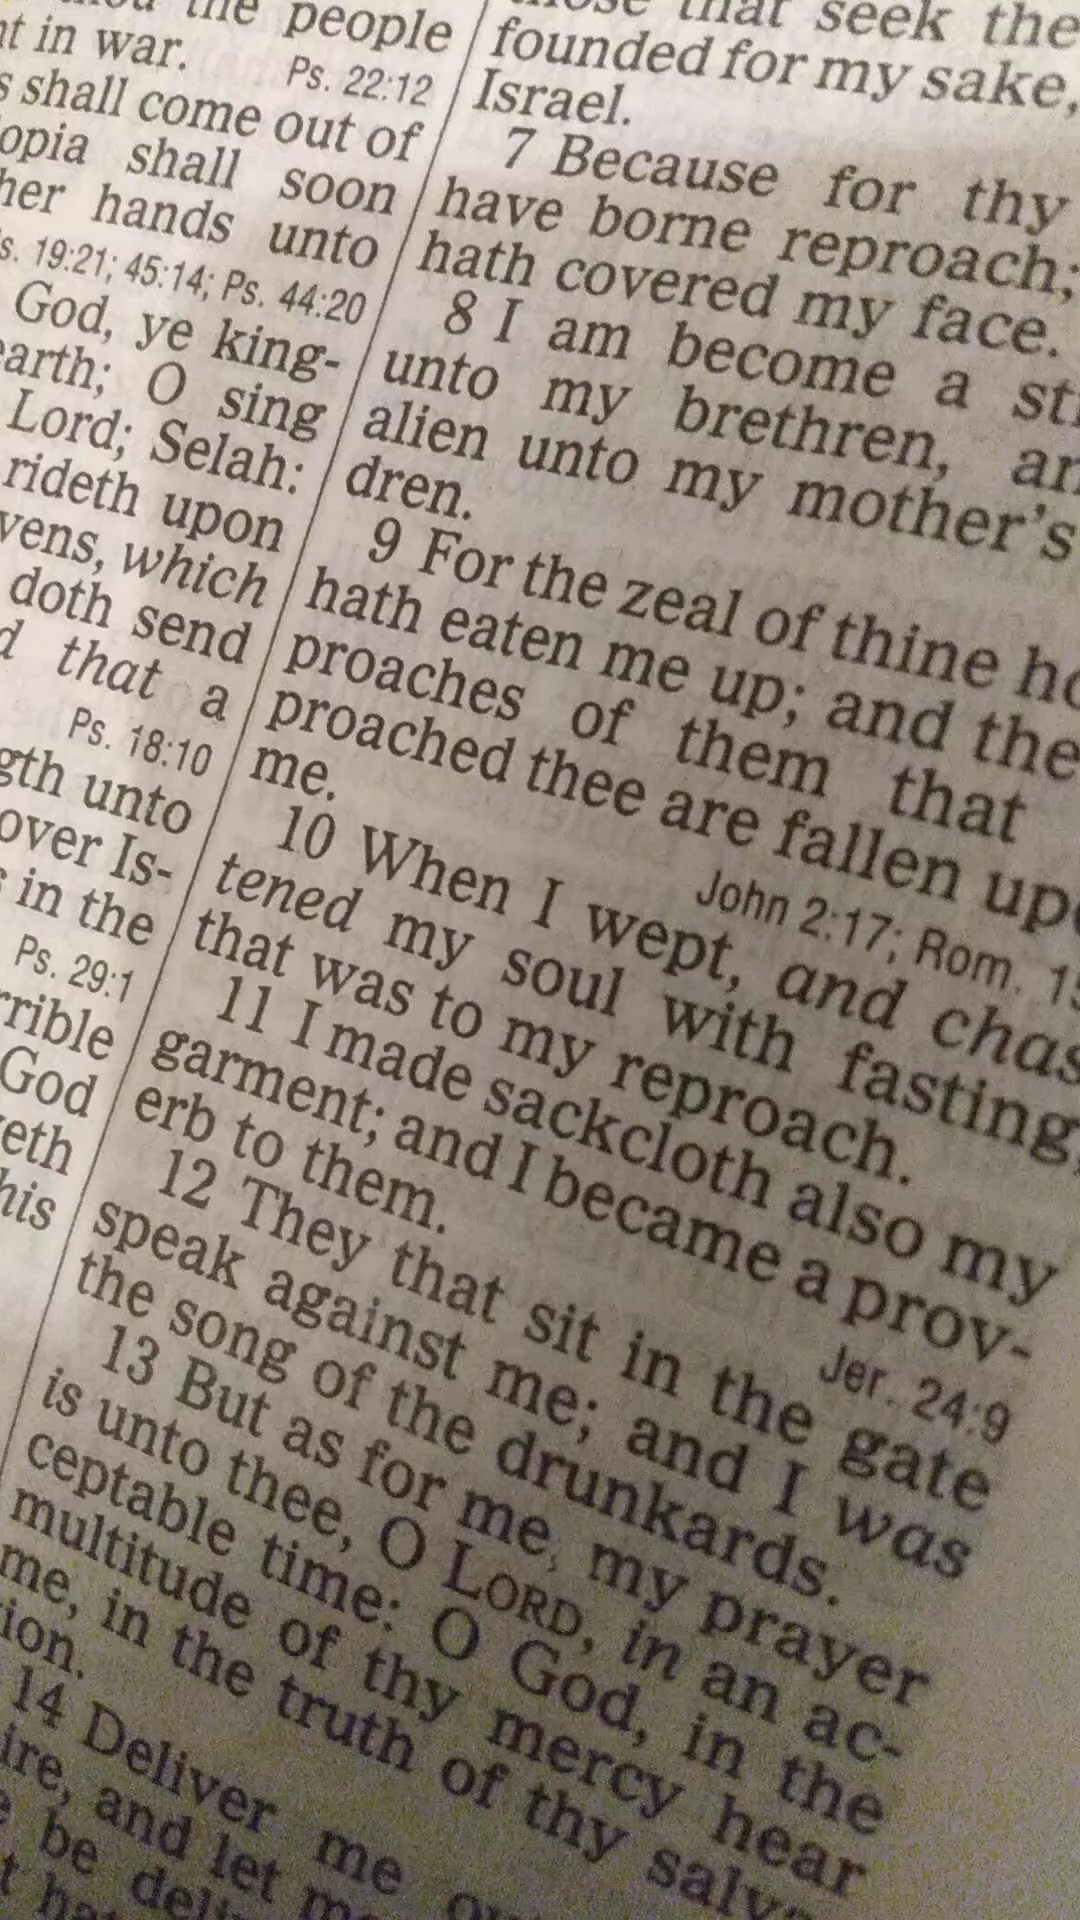 the people
in war.
Ps. 22:12
shall come out of
shall soon
her hands unto
19:21; 45:14; Ps. 44:20
God, ye king-
earth; O sing
Lord; Selah:
rideth upon
which
doth send
that a
Ps. 18:10
unto
over Is-
in the
Ps. 29:1
God
his
that seek the
founded for my sake,
Israel.
7 Because for thy
have borne reproach;
hath covered my face.
8 I am become a
unto my brethren,
alien unto my mother's
dren.
9 For the zeal of thine
hath eaten me up; and the
proaches of them that
proached thee are fallen
me.
John 2:17; Rom.
10 When I wept, and chas
tened my soul with fasting,
that was to my reproach.
11 I made sackcloth also my
garment; and I became a prov-
erb to them.
Jer. 24:9
12 They that sit in the gate
speak against me; and I was
the song of the drunkards.
13 But as for me, my prayer
is unto thee, O LORD, in an ac-
ceptable time: O God, in the
multitude of thy mercy hear
me, in the truth of thy salva
tion.
14 Deliver me
and let
be